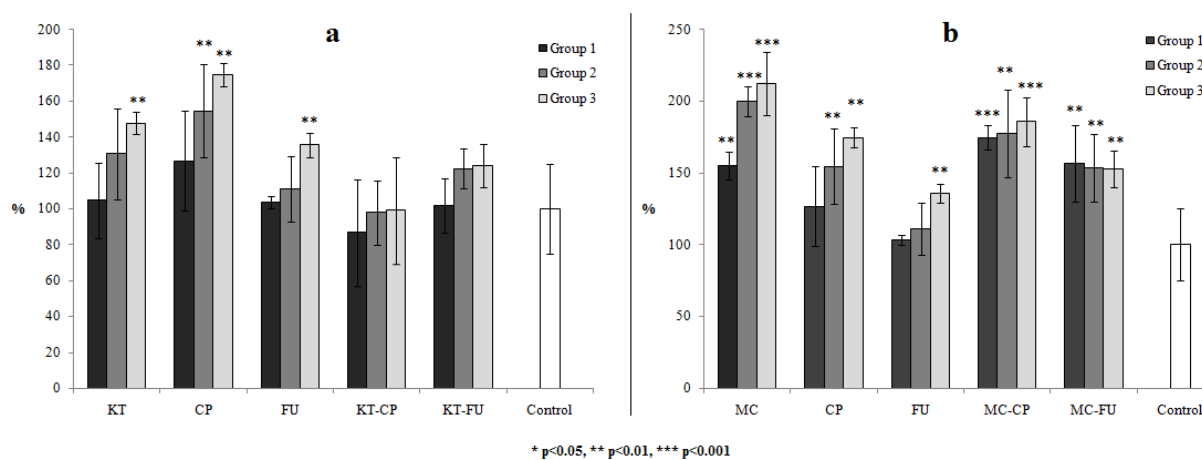 a
200
180
160
140
120
100
80
60
40
20
0
%
** ** ** **
Group 1
Group 2
Group 3
KT CP FU KT-CP KT-FU Control
b
250
200
150
100
50
0
%
** *** *** ** ** ** *** ** *** ** ** **
Group 1
Group 2
Group 3
MC CP FU MC-CP MC-FU Control
* p<0.05, ** p<0.01, *** p<0.001